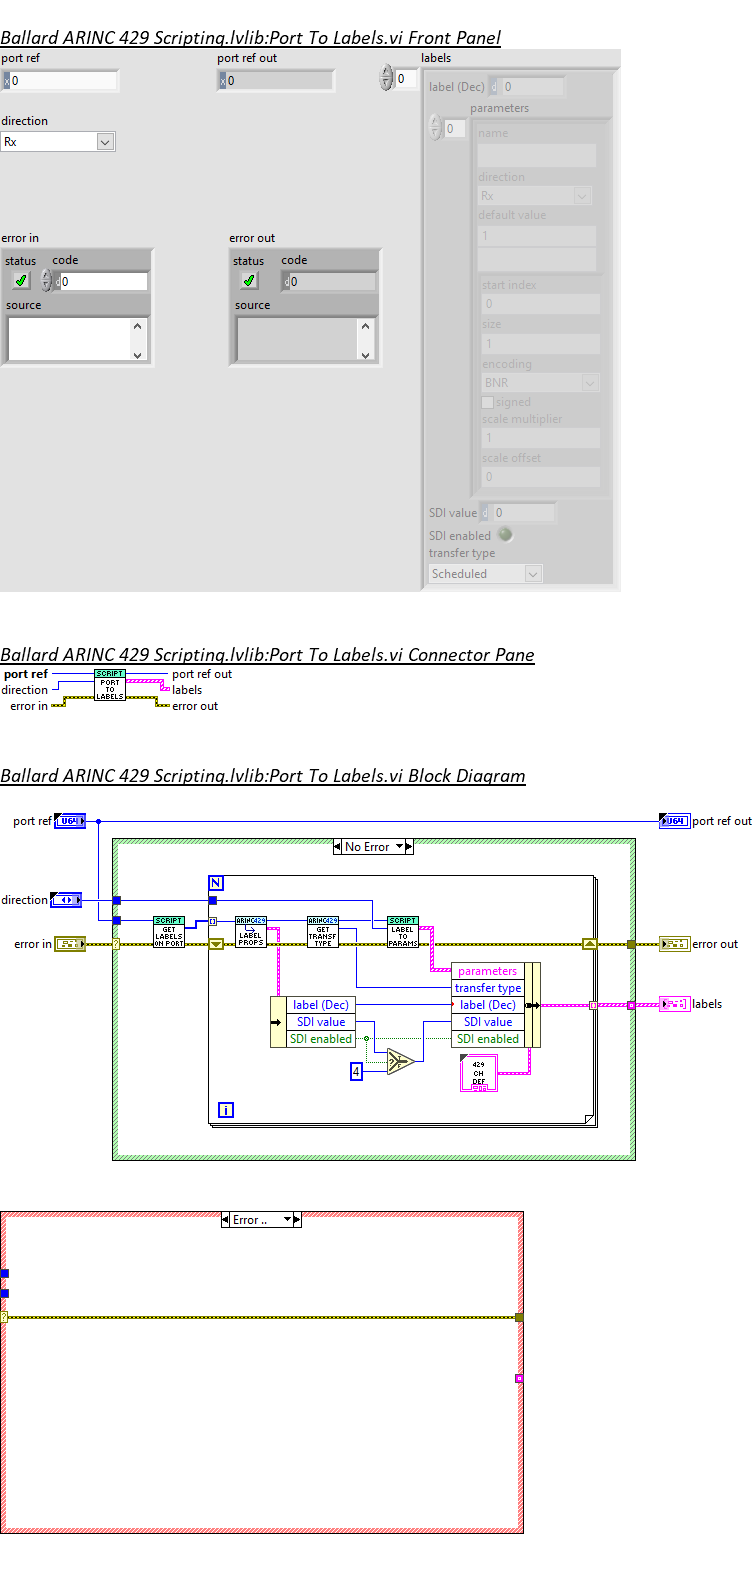 Ballard ARINC 429 Scripting.lvlib:Port To Labels.vi Front Panel
port ref
port ref out
labels
x 0
x 0
0
label (Dec) d 0
parameters
0
direction
name
Rx
direction
Rx
default value
1
error in
error out
status code
status code
d 0
d 0
start index
0
source
source
size
1
encoding
BNR
signed
scale multiplier
1
scale offset
0
SDI value d 0
SDI enabled
transfer type
Scheduled
Ballard ARINC 429 Scripting.lvlib:Port To Labels.vi Connector Pane
port ref
direction
error in
SCRIPT
PORT
TO
LABELS
port ref out
labels
error out
Ballard ARINC 429 Scripting.lvlib:Port To Labels.vi Block Diagram
port ref U64
U64 port ref out
No Error
N
direction
SCRIPT
GET
LABELS
ON PORT
ARINC429
LABEL
PROPS
ARINC429
GET
TRANSF
TYPE
SCRIPT
LABEL
TO
PARAMS
error in
?
error out
parameters
transfer type
label (Dec)
SDI value
SDI enabled
label (Dec)
SDI value
SDI enabled
labels
T
?
F
4
429
CH
DEF
i
Error ..
?